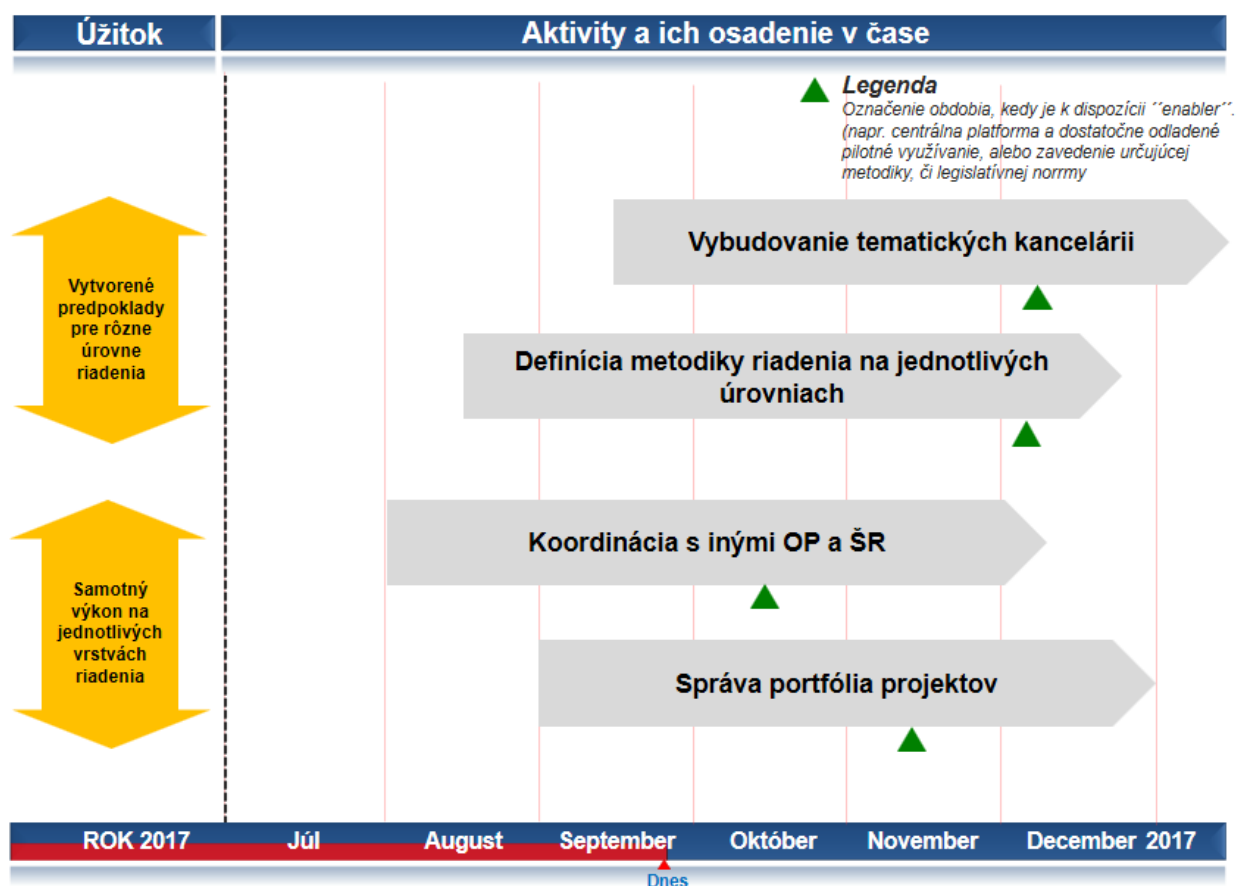 Úžitok
Aktivity a ich osadenie v čase
Legenda
Označenie obdobia, kedy je k dispozícii ´´enabler´´.
(napr. centrálna platforma a dostatočne odladené
pilotné využívanie, alebo zavedenie určujúcej
metodiky, či legislatívnej norrmy
Vytvorené
predpoklady
pre rôzne
úrovne
riadenia
Vybudovanie tematických kancelárii
Definícia metodiky riadenia na jednotlivých
úrovniach
Samotný
výkon na
jednotlivých
vrstvách
riadenia
Koordinácia s inými OP a ŠR
Správa portfólia projektov
ROK 2017
Júl
August
September
Október
November
December 2017
Dnes